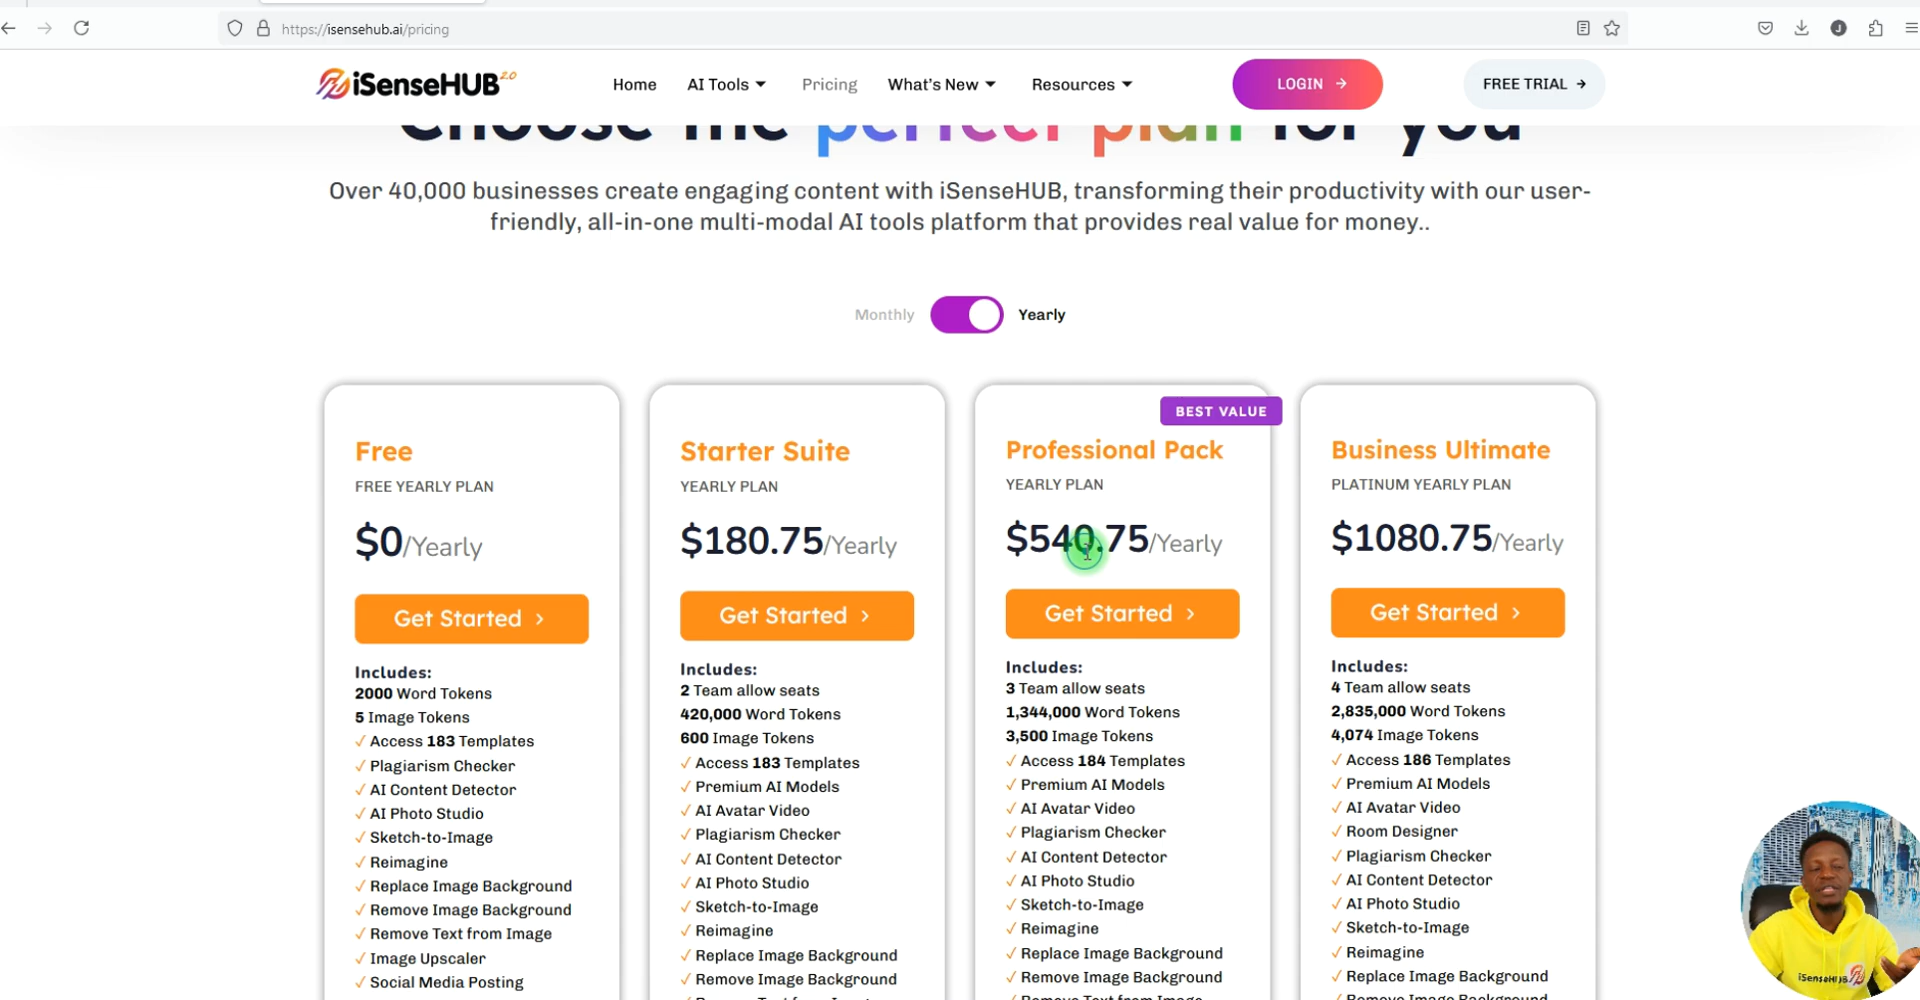 https://isensehub.ai/pricing
J
iSenseHUB 2.0
Home
AI Tools
Pricing
What's New
Resources
LOGIN →
FREE TRIAL →
Choose the perfect plan for you
Over 40,000 businesses create engaging content with iSenseHUB, transforming their productivity with our user-
friendly, all-in-one multi-modal AI tools platform that provides real value for money..
Monthly
Yearly
Free
FREE YEARLY PLAN
$0/Yearly
Get Started >
Includes:
2000 Word Tokens
5 Image Tokens
✓ Access 183 Templates
✓ Plagiarism Checker
✓ AI Content Detector
✓ AI Photo Studio
✓ Sketch-to-Image
✓ Reimagine
✓ Replace Image Background
✓ Remove Image Background
✓ Remove Text from Image
✓ Image Upscaler
✓ Social Media Posting
Starter Suite
YEARLY PLAN
$180.75/Yearly
Get Started >
Includes:
2 Team allow seats
420,000 Word Tokens
600 Image Tokens
✓ Access 183 Templates
✓ Premium AI Models
✓ AI Avatar Video
✓ Plagiarism Checker
✓ AI Content Detector
✓ AI Photo Studio
✓ Sketch-to-Image
✓ Reimagine
✓ Replace Image Background
✓ Remove Image Background
BEST VALUE
Professional Pack
YEARLY PLAN
$540.75/Yearly
Get Started >
Includes:
3 Team allow seats
1,344,000 Word Tokens
3,500 Image Tokens
✓ Access 184 Templates
✓ Premium AI Models
✓ AI Avatar Video
✓ Plagiarism Checker
✓ AI Content Detector
✓ AI Photo Studio
✓ Sketch-to-Image
✓ Reimagine
✓ Replace Image Background
✓ Remove Image Background
Business Ultimate
PLATINUM YEARLY PLAN
$1080.75/Yearly
Get Started >
Includes:
4 Team allow seats
2,835,000 Word Tokens
4,074 Image Tokens
✓ Access 186 Templates
✓ Premium AI Models
✓ AI Avatar Video
✓ Room Designer
✓ Plagiarism Checker
✓ AI Content Detector
✓ AI Photo Studio
✓ Sketch-to-Image
✓ Reimagine
✓ Replace Image Background
iSenseHUB